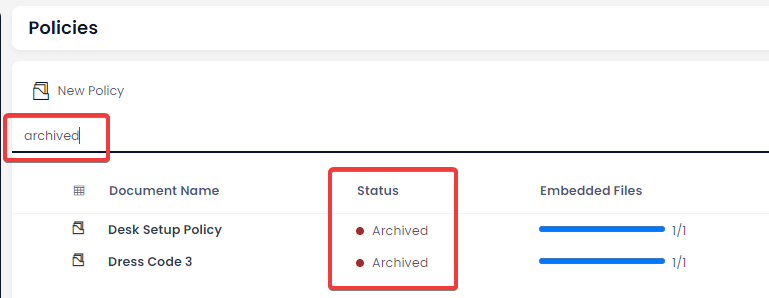 Policies
New Policy
archived
Document Name Status Embedded Files
Desk Setup Policy Archived 1/1
Dress Code 3 Archived 1/1